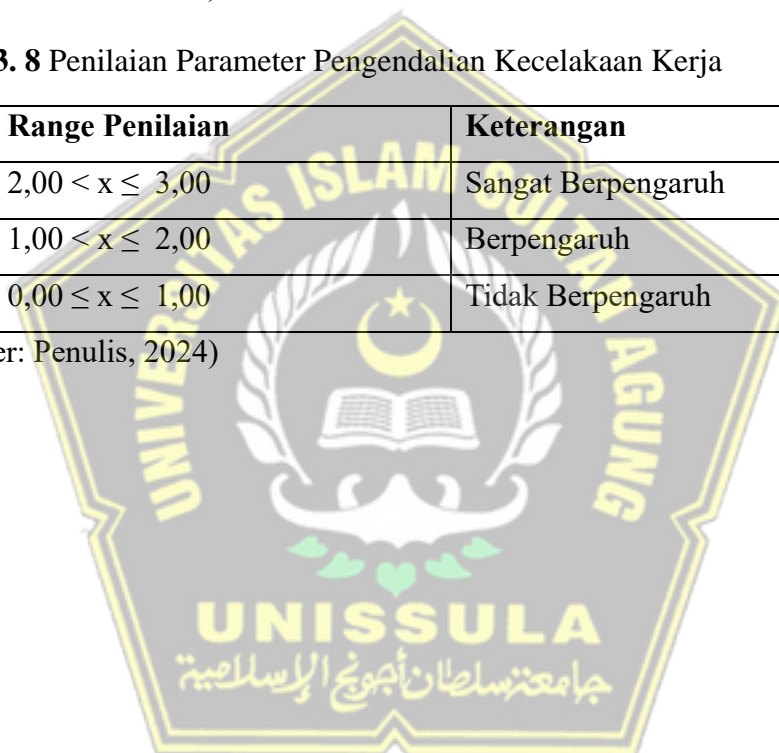 3. 8 Penilaian Parameter Pengendalian Kecelakaan Kerja
Range Penilaian Keterangan
2,00 < x ≤ 3,00 Sangat Berpengaruh
1,00 < x ≤ 2,00 Berpengaruh
0,00 ≤ x ≤ 1,00 Tidak Berpengaruh
er: Penulis, 2024)
UNIVERSITAS ISLAM SULTAN AGUNG
UNISSULA
جامعة سلطان أجونج الإسلامية